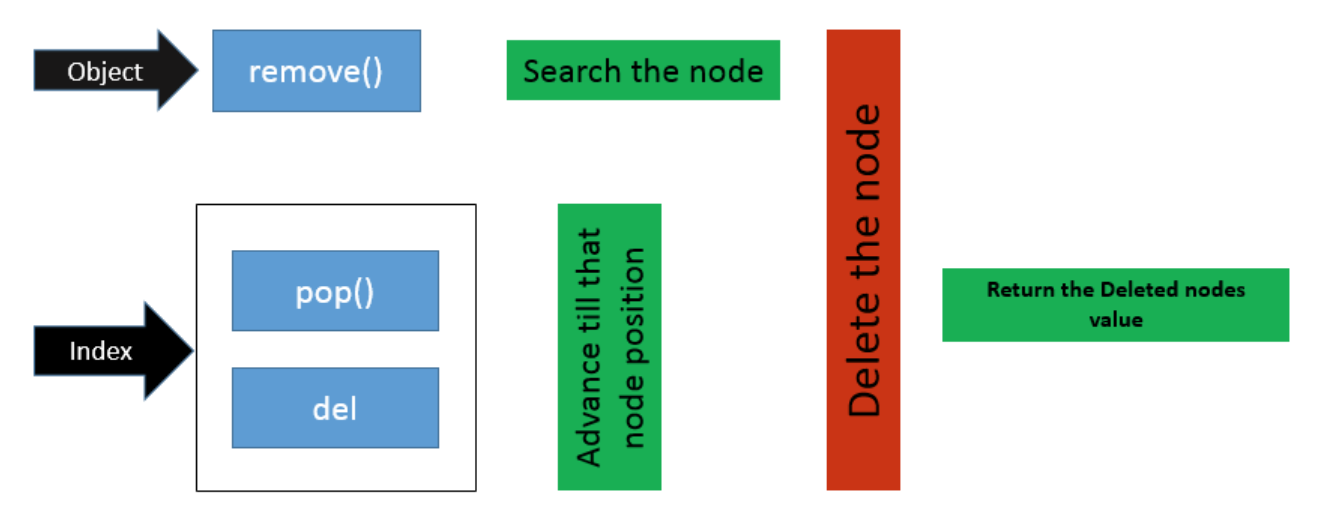 Object
remove()
Search the node
Index
pop()
del
Advance till that
node position
Delete the node
Return the Deleted nodes
value